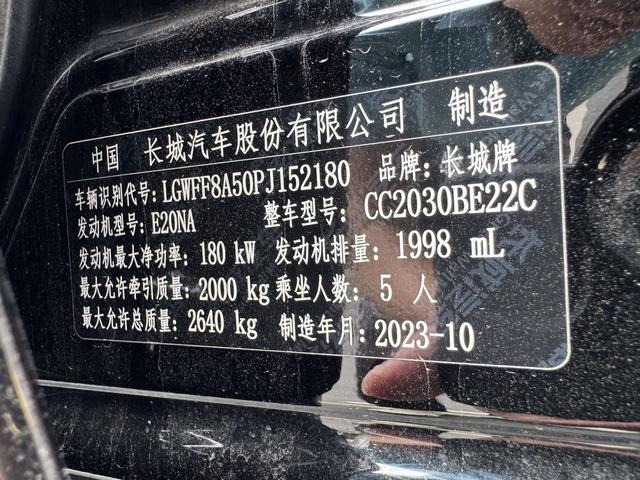 中国 长城汽车股份有限公司 制造
车辆识别代号: LGWFF8A50PJ152180 品牌: 长城牌
发动机型号: E20NA 整车型号: CC2030BE22C
发动机最大净功率: 180 kW 发动机排量: 1998 mL
最大允许牵引质量: 2000 kg 乘坐人数: 5 人
最大允许总质量: 2640 kg 制造年月: 2023-10